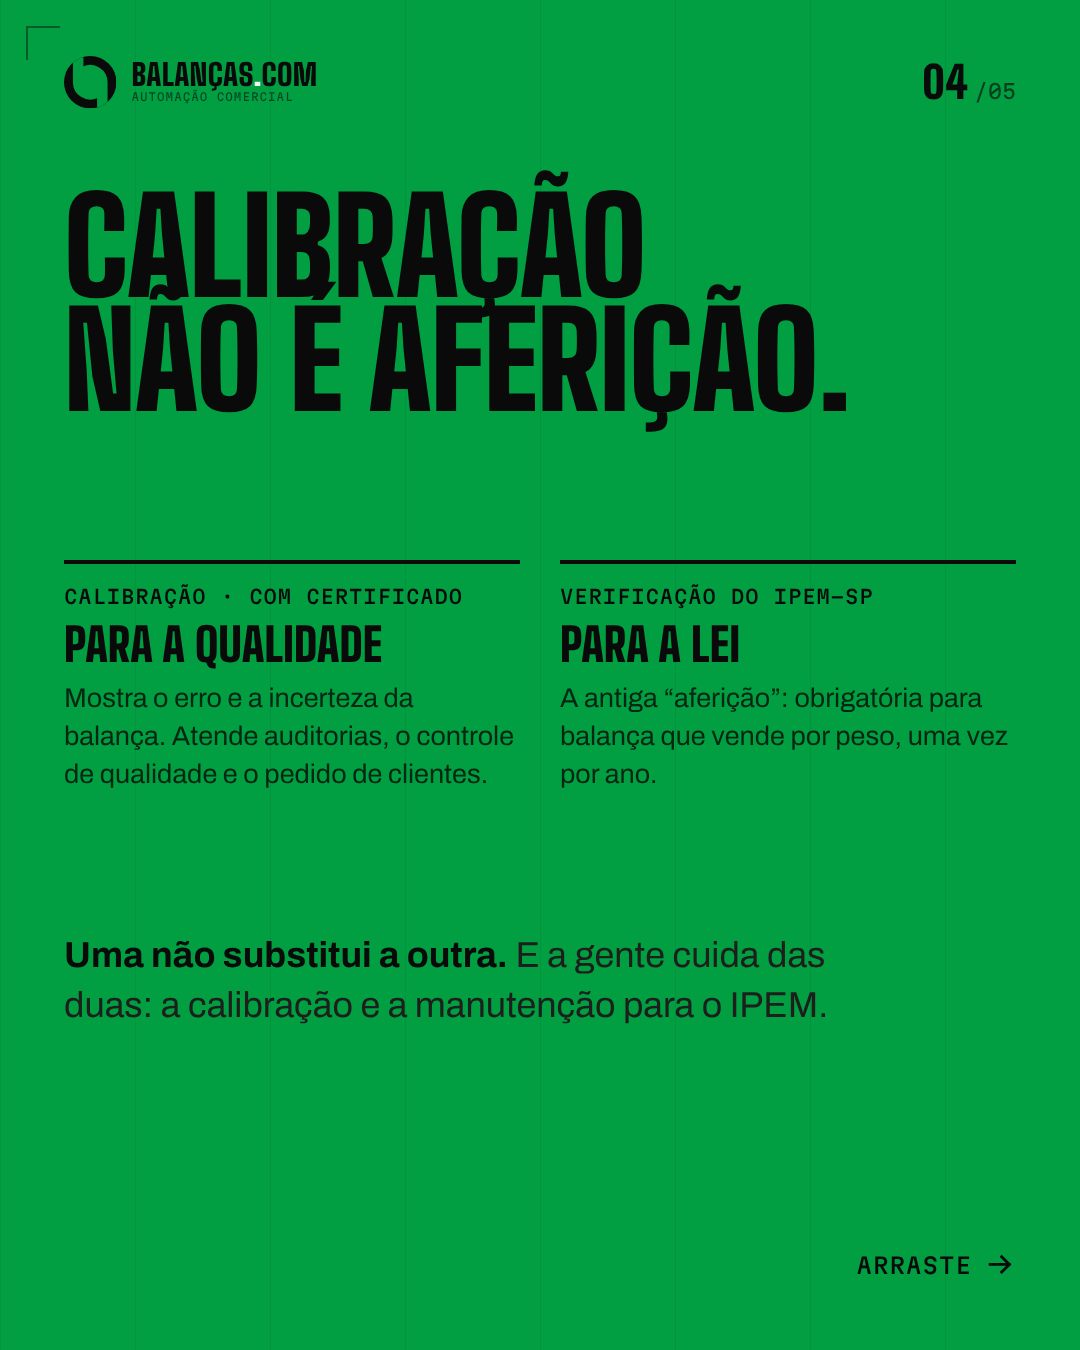 BALANÇAS.COM
AUTOMAÇÃO COMERCIAL
04 /05
CALIBRAÇÃO
NÃO É AFERIÇÃO.
CALIBRAÇÃO · COM CERTIFICADO
PARA A QUALIDADE
Mostra o erro e a incerteza da
balança. Atende auditorias, o controle
de qualidade e o pedido de clientes.
VERIFICAÇÃO DO IPEM-SP
PARA A LEI
A antiga “aferição”: obrigatória para
balança que vende por peso, uma vez
por ano.
Uma não substitui a outra. E a gente cuida das
duas: a calibração e a manutenção para o IPEM.
ARRASTE →